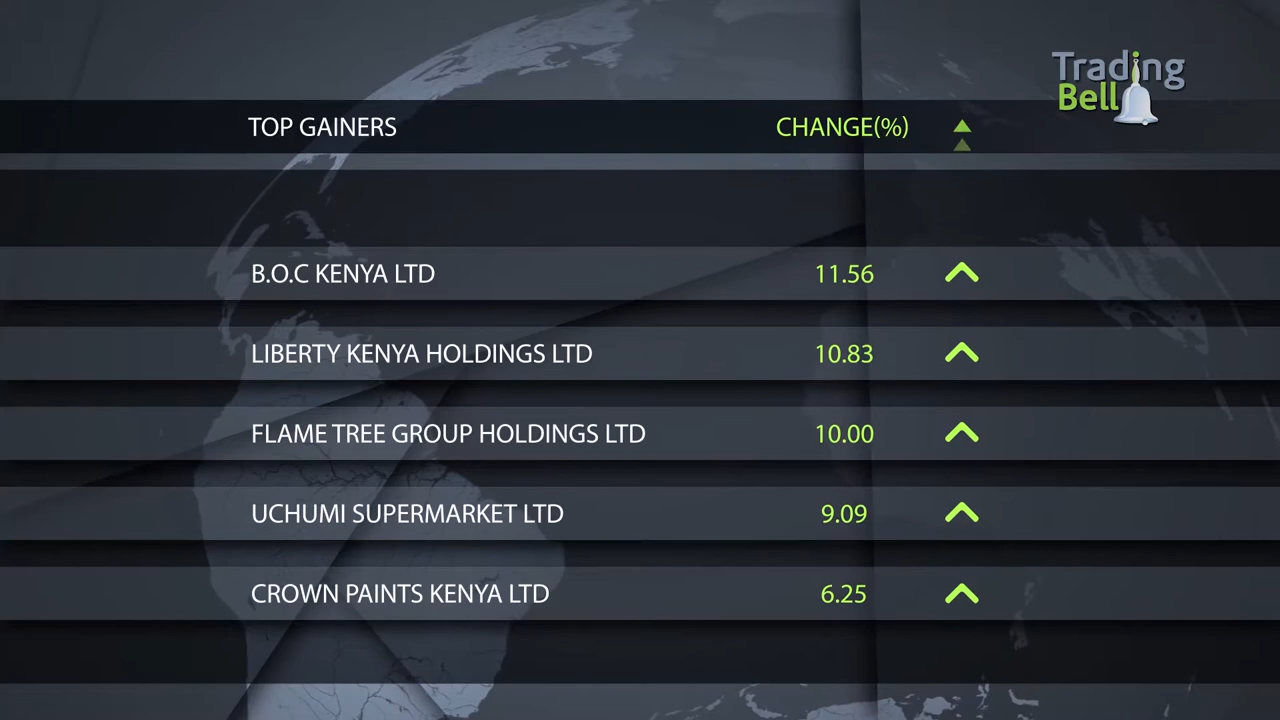 Trading
Bell
TOP GAINERS CHANGE(%)
B.O.C KENYA LTD 11.56
LIBERTY KENYA HOLDINGS LTD 10.83
FLAME TREE GROUP HOLDINGS LTD 10.00
UCHUMI SUPERMARKET LTD 9.09
CROWN PAINTS KENYA LTD 6.25